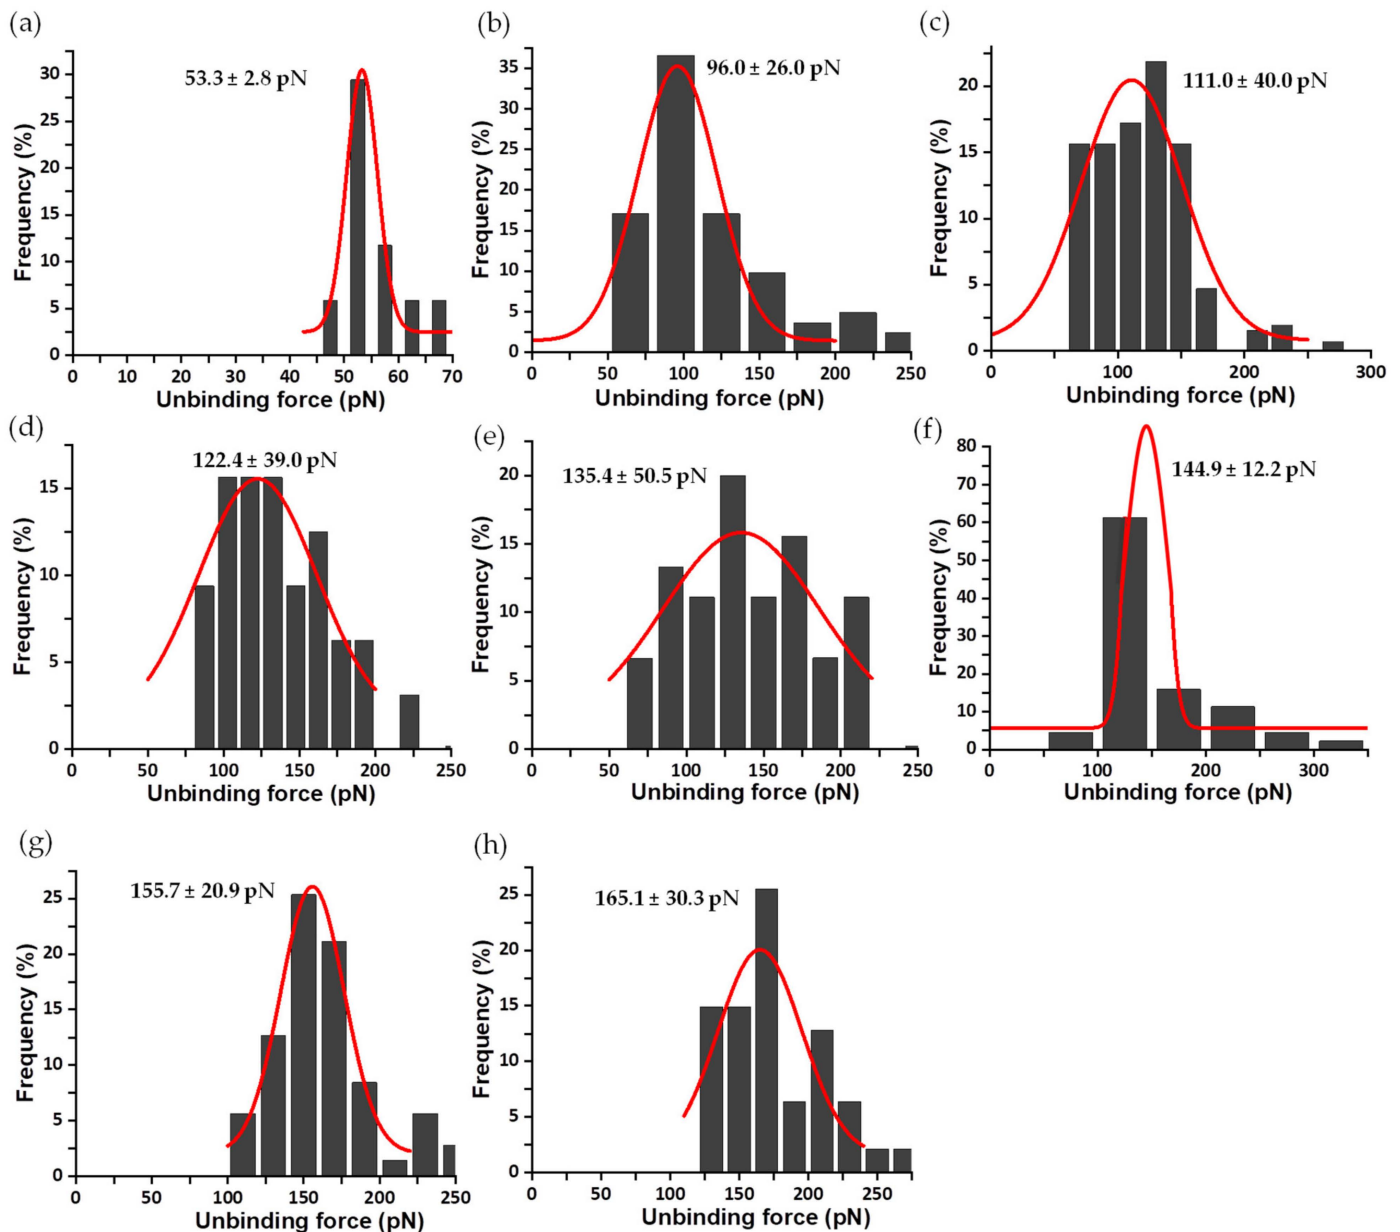 (a)
53.3 ± 2.8 pN
Frequency (%)
30
25
20
15
10
5
0
0 10 20 30 40 50 60 70
Unbinding force (pN)
(b)
96.0 ± 26.0 pN
Frequency (%)
35
30
25
20
15
10
5
0
0 50 100 150 200 250
Unbinding force (pN)
(c)
111.0 ± 40.0 pN
Frequency (%)
20
15
10
5
0
0 100 200 300
Unbinding force (pN)
(d)
122.4 ± 39.0 pN
Frequency (%)
15
10
5
0
0 50 100 150 200 250
Unbinding force (pN)
(e)
135.4 ± 50.5 pN
Frequency (%)
20
15
10
5
0
0 50 100 150 200 250
Unbinding force (pN)
(f)
144.9 ± 12.2 pN
Frequency (%)
80
70
60
50
40
30
20
10
0
0 100 200 300
Unbinding force (pN)
(g)
155.7 ± 20.9 pN
Frequency (%)
25
20
15
10
5
0
0 50 100 150 200 250
Unbinding force (pN)
(h)
165.1 ± 30.3 pN
Frequency (%)
25
20
15
10
5
0
0 50 100 150 200 250
Unbinding force (pN)